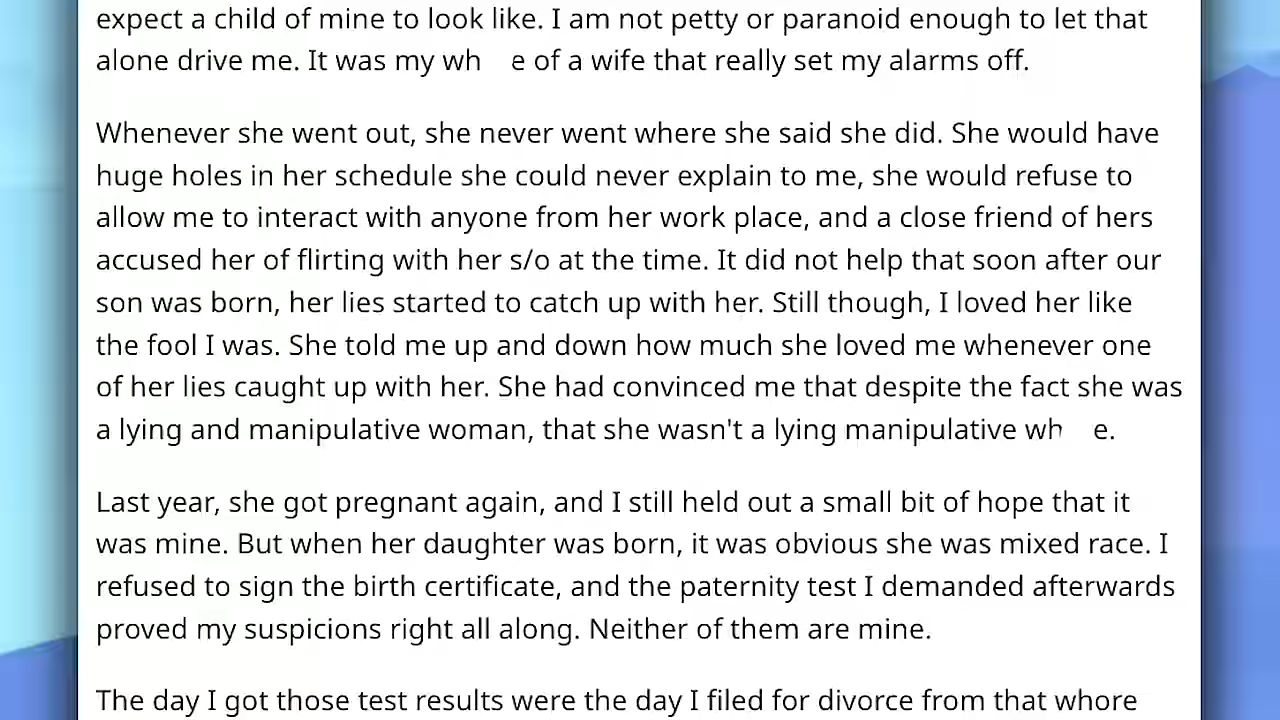 expect a child of mine to look like. I am not petty or paranoid enough to let that
alone drive me. It was my wh e of a wife that really set my alarms off.
Whenever she went out, she never went where she said she did. She would have
huge holes in her schedule she could never explain to me, she would refuse to
allow me to interact with anyone from her work place, and a close friend of hers
accused her of flirting with her s/o at the time. It did not help that soon after our
son was born, her lies started to catch up with her. Still though, I loved her like
the fool I was. She told me up and down how much she loved me whenever one
of her lies caught up with her. She had convinced me that despite the fact she was
a lying and manipulative woman, that she wasn't a lying manipulative wh e.
Last year, she got pregnant again, and I still held out a small bit of hope that it
was mine. But when her daughter was born, it was obvious she was mixed race. I
refused to sign the birth certificate, and the paternity test I demanded afterwards
proved my suspicions right all along. Neither of them are mine.
The day I got those test results were the day I filed for divorce from that whore